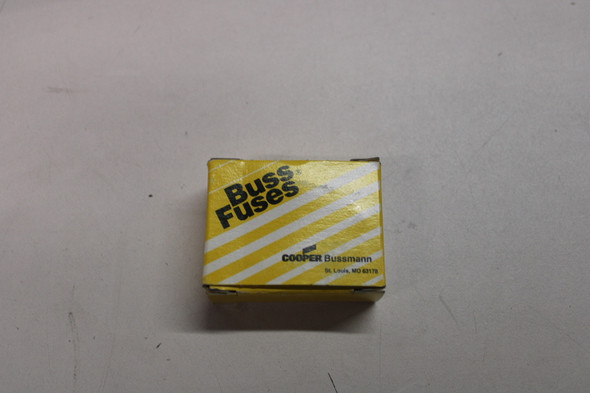 Buss®
Fuses
COOPER Bussmann
St. Louis, MO 63178